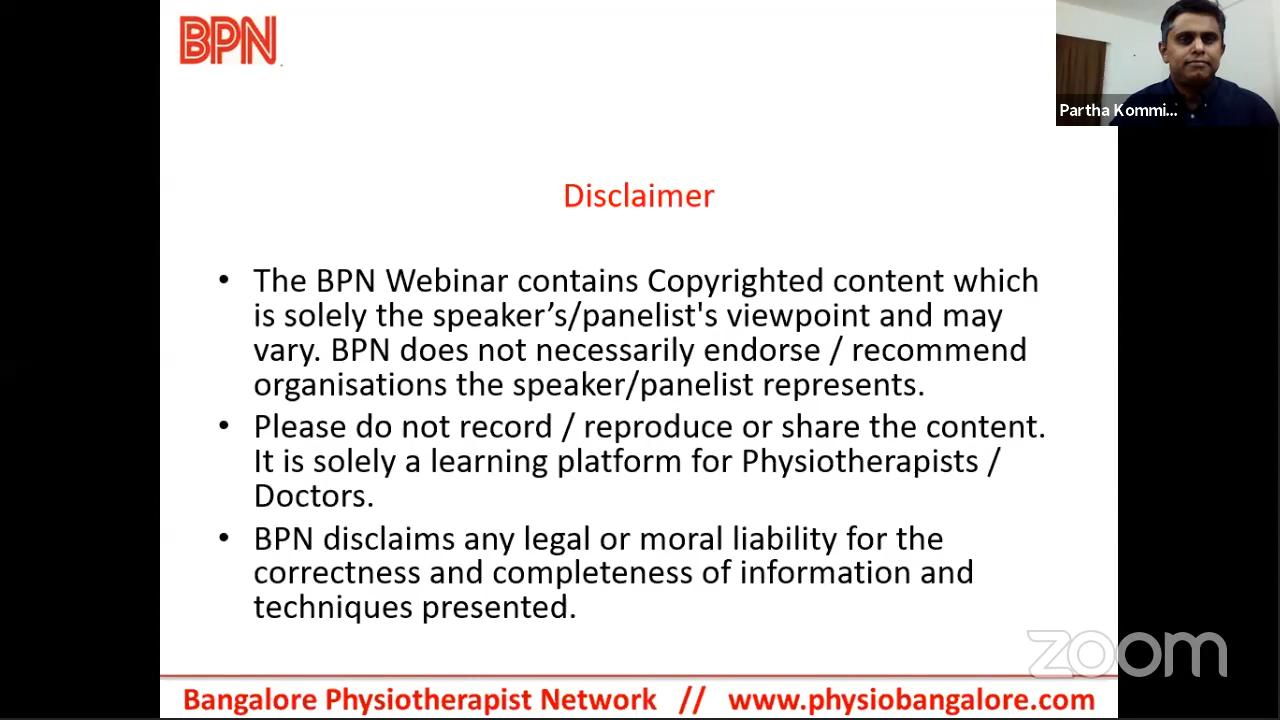 BPN
Partha Kommi...
Disclaimer
• The BPN Webinar contains Copyrighted content which
is solely the speaker’s/panelist's viewpoint and may
vary. BPN does not necessarily endorse / recommend
organisations the speaker/panelist represents.
• Please do not record / reproduce or share the content.
It is solely a learning platform for Physiotherapists /
Doctors.
• BPN disclaims any legal or moral liability for the
correctness and completeness of information and
techniques presented.
zoom
Bangalore Physiotherapist Network // www.physiobangalore.com